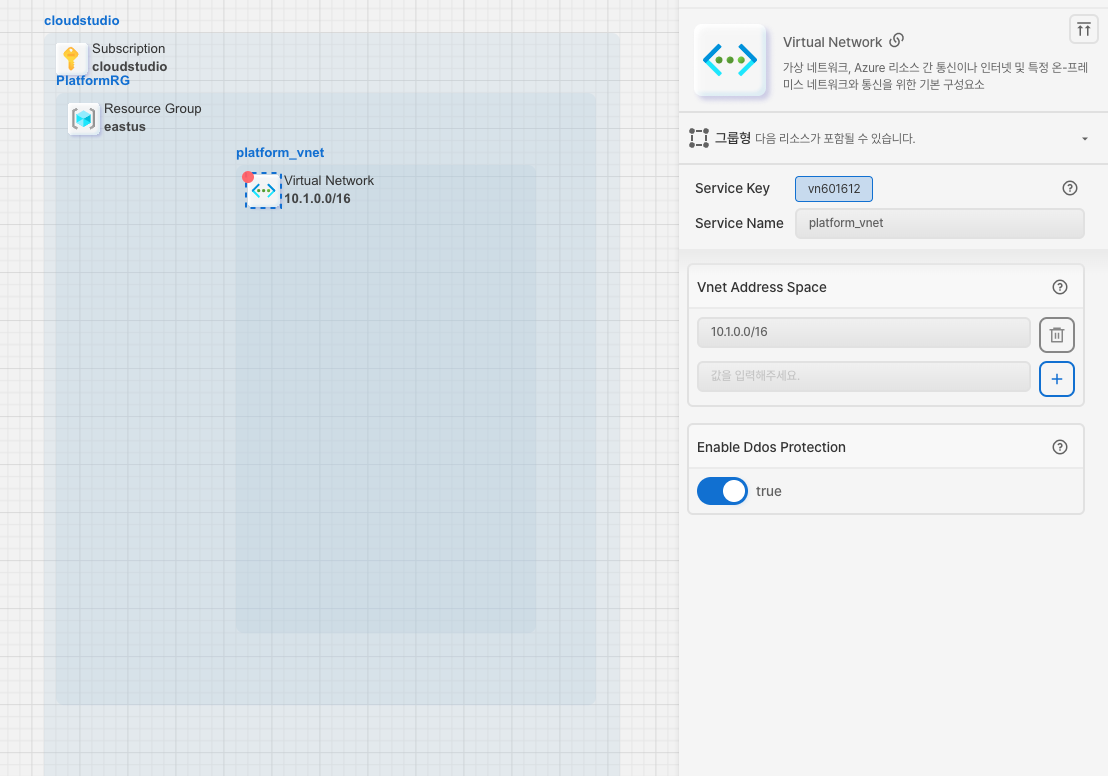 cloudstudio
Subscription
cloudstudio
PlatformRG
Resource Group
eastus
platform_vnet
Virtual Network
10.1.0.0/16
Virtual Network
가상 네트워크, Azure 리소스 간 통신이나 인터넷 및 특정 온-프레
미스 네트워크와 통신을 위한 기본 구성요소
그룹형 다음 리소스가 포함될 수 있습니다.
Service Key vn601612
Service Name platform_vnet
Vnet Address Space
10.1.0.0/16
값을 입력해주세요.
Enable Ddos Protection
true